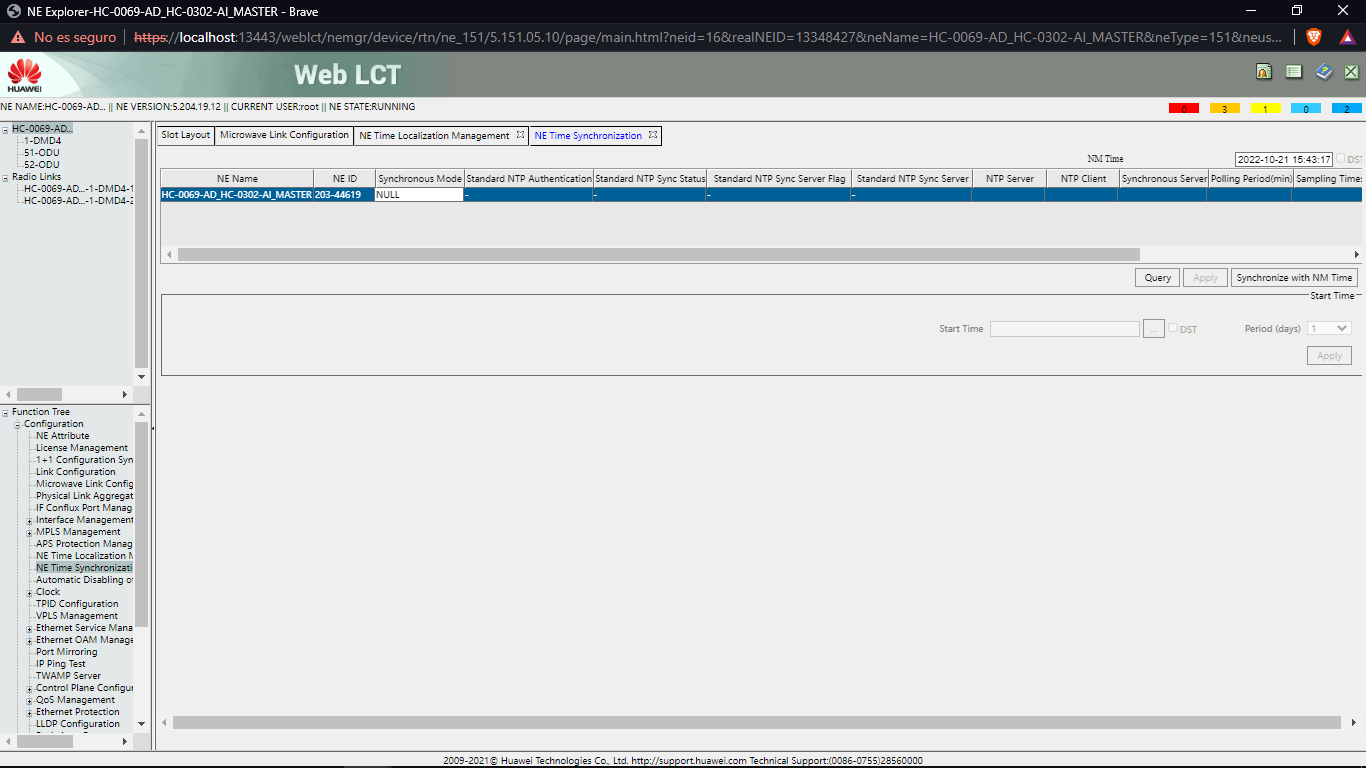 NE Explorer-HC-0069-AD_HC-0302-AI_MASTER - Brave
No es seguro https://localhost:13443/weblct/nemgr/device/rtn/ne_151/5.151.05.10/page/main.html?neid=16&realNEID=13348427&neName=HC-0069-AD_HC-0302-AI_MASTER&neType=151&neus...
HUAWEI Web LCT
NE NAME:HC-0069-AD... || NE VERSION:5.204.19.12 || CURRENT USER:root || NE STATE:RUNNING 0 3 1 0 2
HC-0069-AD...
1-DMD4
51-ODU
52-ODU
Radio Links
HC-0069-AD...-1-DMD4-1
HC-0069-AD...-1-DMD4-2
Slot Layout Microwave Link Configuration NE Time Localization Management NE Time Synchronization
NM Time 2022-10-21 15:43:17 DST
NE Name NE ID Synchronous Mode Standard NTP Authentication Standard NTP Sync Status Standard NTP Sync Server Flag Standard NTP Sync Server NTP Server NTP Client Synchronous Server Polling Period(min) Sampling Times
HC-0069-AD_HC-0302-AI_MASTER 203-44619 NULL - - - -
Query Apply Synchronize with NM Time
Start Time
Start Time ... DST Period (days) 1
Apply
Function Tree
Configuration
NE Attribute
License Management
1+1 Configuration Syn
Link Configuration
Microwave Link Config
Physical Link Aggregat
IF Conflux Port Manag
Interface Management
MPLS Management
APS Protection Manag
NE Time Localization M
NE Time Synchronizati
Automatic Disabling of
Clock
TPID Configuration
VPLS Management
Ethernet Service Mana
Ethernet OAM Manage
Port Mirroring
IP Ping Test
TWAMP Server
Control Plane Configur
QoS Management
Ethernet Protection
LLDP Configuration
2009-2021© Huawei Technologies Co., Ltd. http://support.huawei.com Technical Support:(0086-0755)28560000